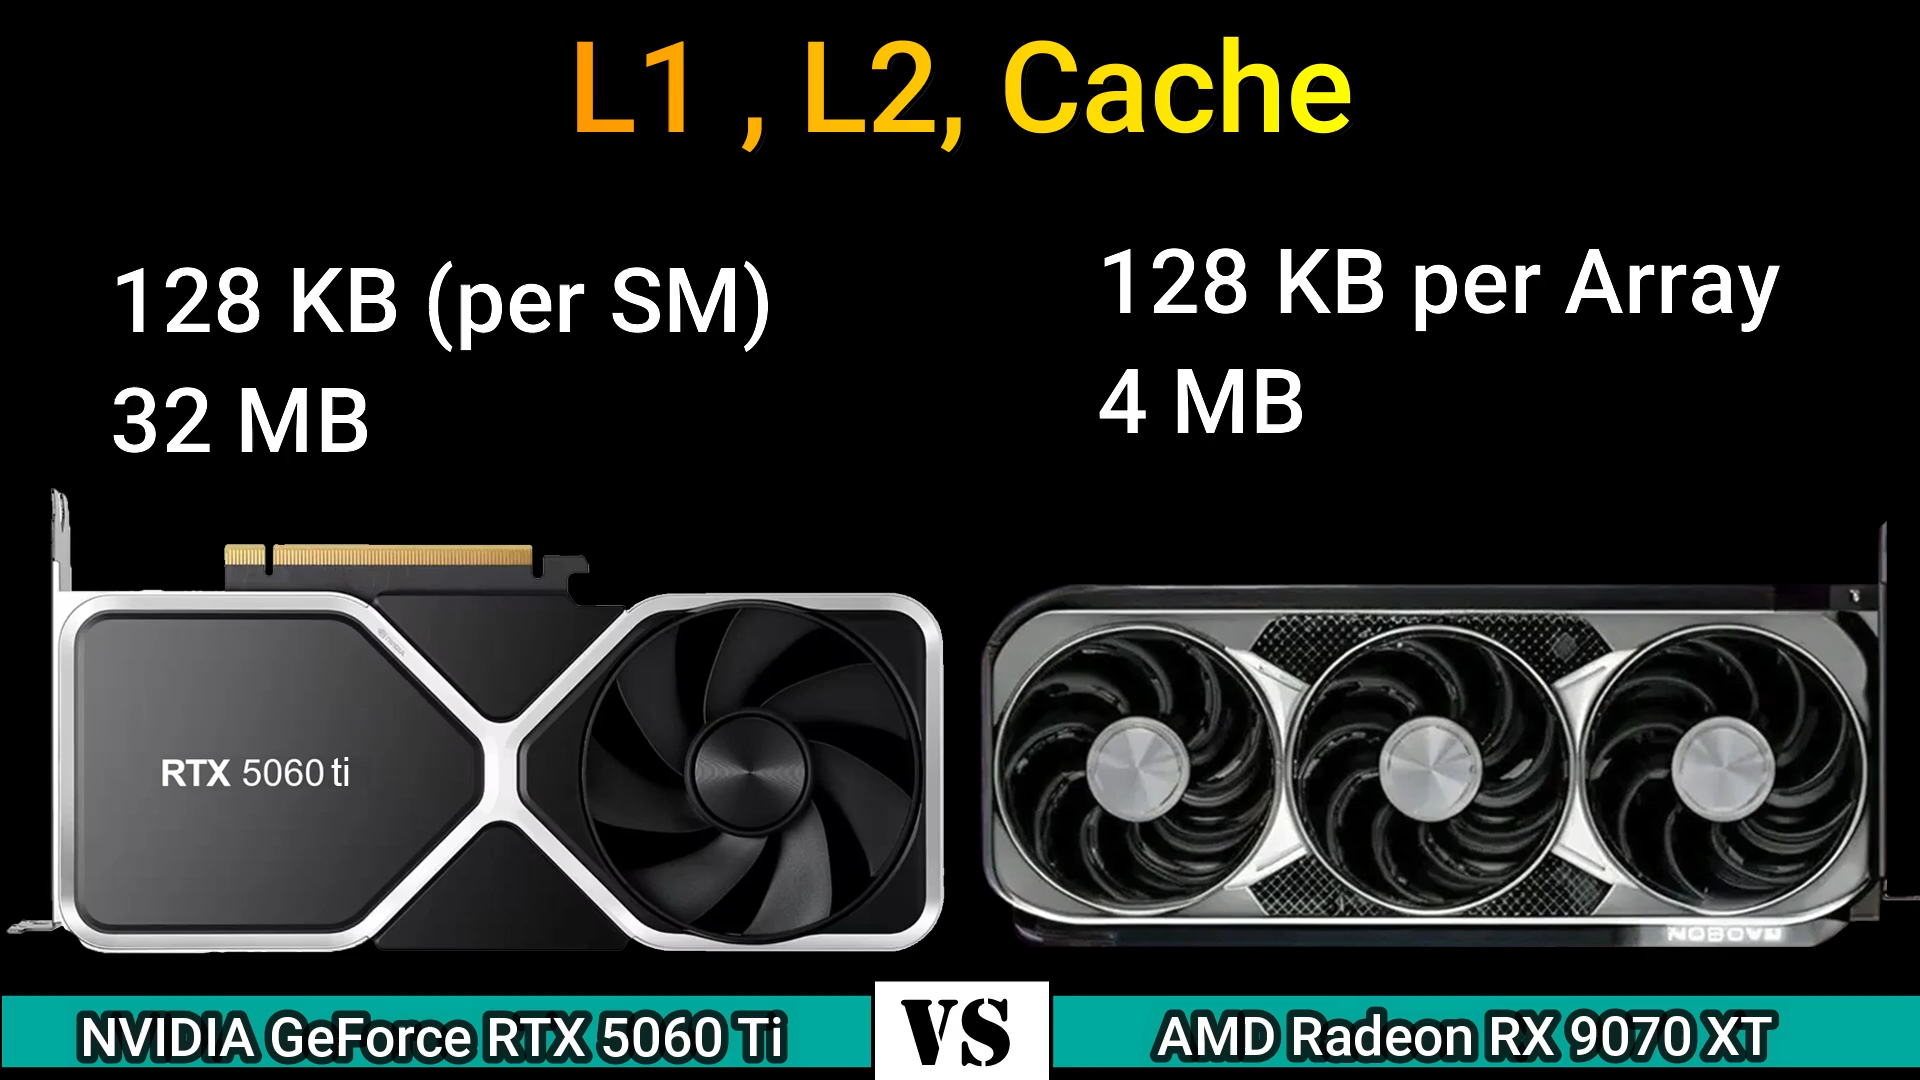 L1 , L2, Cache
128 KB (per SM)
32 MB
128 KB per Array
4 MB
RTX 5060 ti
NVIDIA GeForce RTX 5060 Ti
VS
AMD Radeon RX 9070 XT